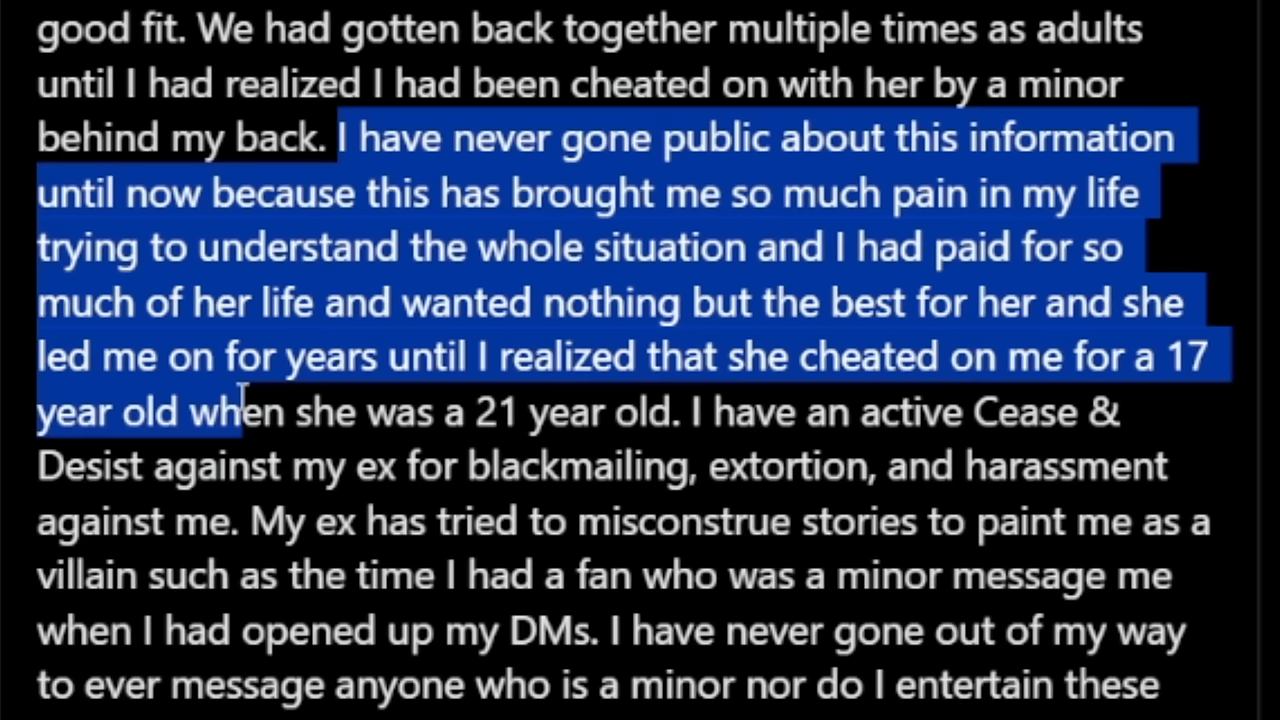 good fit. We had gotten back together multiple times as adults
until I had realized I had been cheated on with her by a minor
behind my back. I have never gone public about this information
until now because this has brought me so much pain in my life
trying to understand the whole situation and I had paid for so
much of her life and wanted nothing but the best for her and she
led me on for years until I realized that she cheated on me for a 17
year old when she was a 21 year old. I have an active Cease &
Desist against my ex for blackmailing, extortion, and harassment
against me. My ex has tried to misconstrue stories to paint me as a
villain such as the time I had a fan who was a minor message me
when I had opened up my DMs. I have never gone out of my way
to ever message anyone who is a minor nor do I entertain these